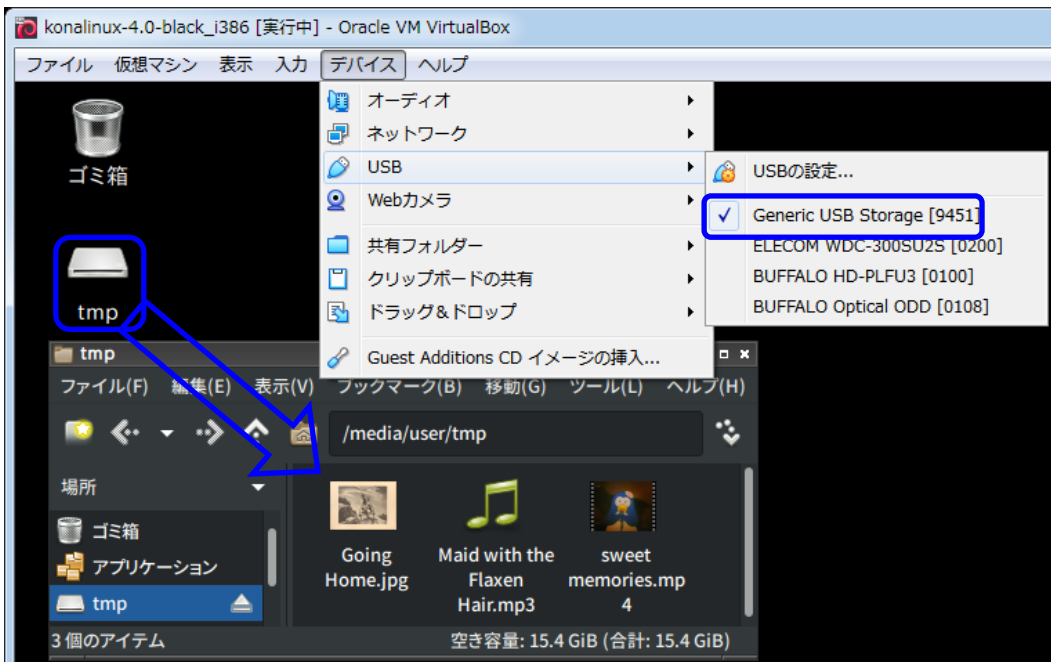 konalinux-4.0-black_i386 [実行中] - Oracle VM VirtualBox
ファイル 仮想マシン 表示 入力 デバイス ヘルプ
ゴミ箱
tmp
オーディオ
ネットワーク
USB
Webカメラ
共有フォルダー
クリップボードの共有
ドラッグ&ドロップ
Guest Additions CD イメージの挿入...
USBの設定...
Generic USB Storage [9451]
ELECOM WDC-300SU2S [0200]
BUFFALO HD-PLFU3 [0100]
BUFFALO Optical ODD [0108]
tmp
ファイル(F) 編集(E) 表示(V) ブックマーク(B) 移動(G) ツール(L) ヘルプ(H)
/media/user/tmp
場所
ゴミ箱
アプリケーション
tmp
Going
Home.jpg
Maid with the
Flaxen
Hair.mp3
sweet
memories.mp
4
3 個のアイテム
空き容量: 15.4 GiB (合計: 15.4 GiB)